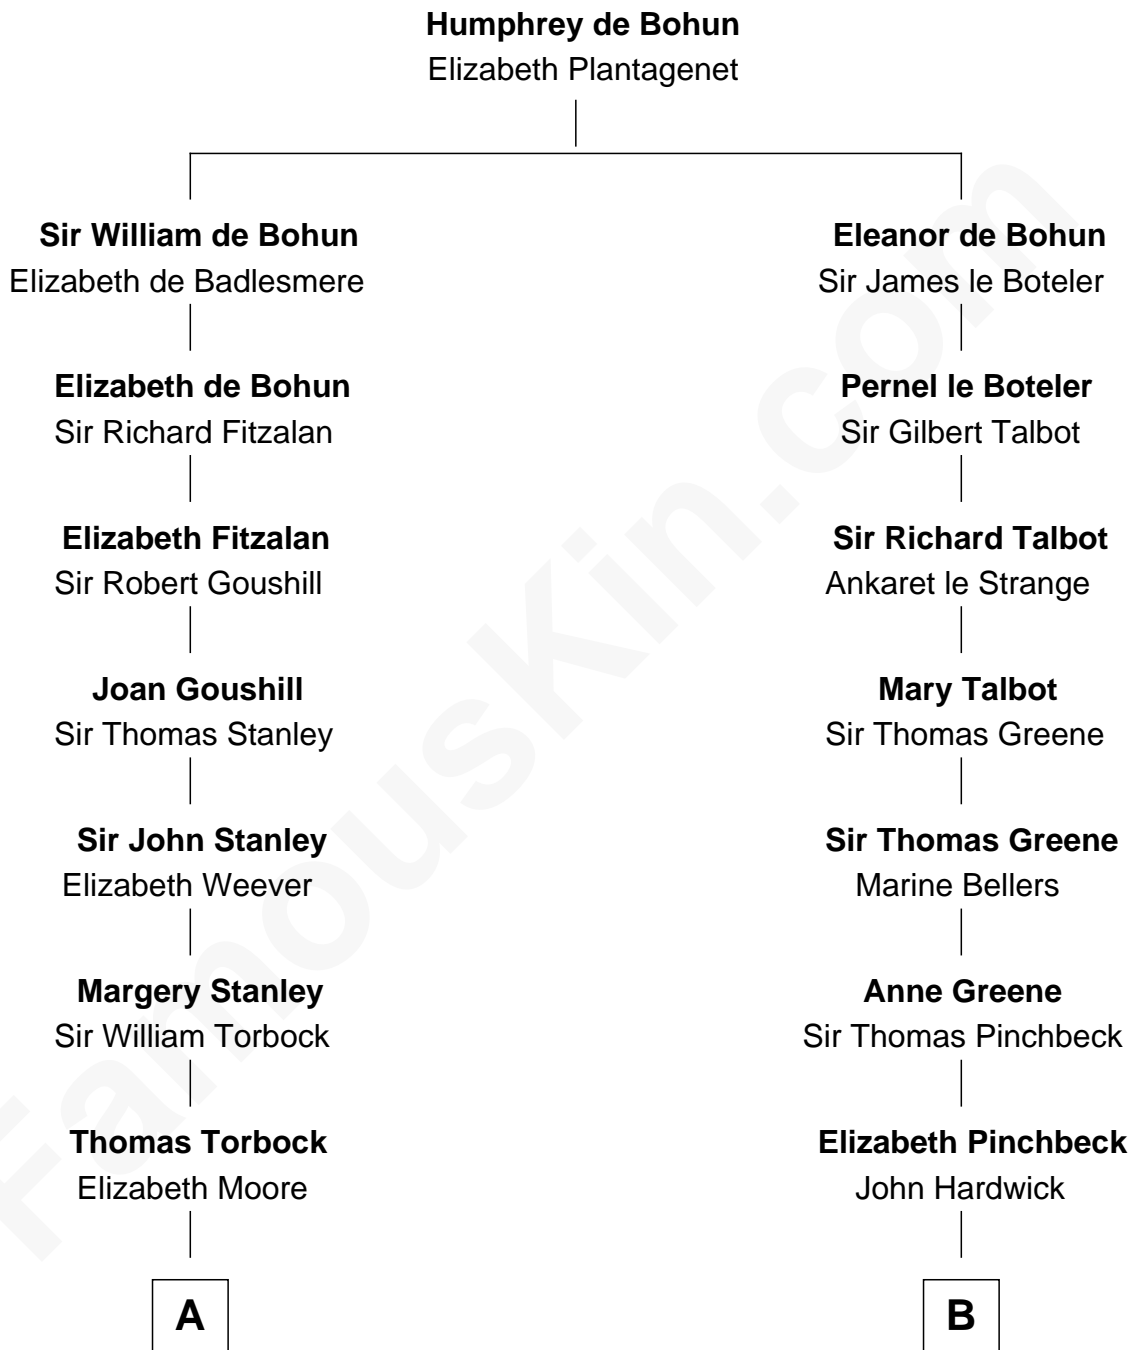 Humphrey de Bohun
Elizabeth Plantagenet
Sir William de Bohun
Elizabeth de Badlesmere
Eleanor de Bohun
Sir James le Boteler
Elizabeth de Bohun
Sir Richard Fitzalan
Pernel le Boteler
Sir Gilbert Talbot
Elizabeth Fitzalan
Sir Robert Goushill
Sir Richard Talbot
Ankaret le Strange
Joan Goushill
Sir Thomas Stanley
Mary Talbot
Sir Thomas Greene
Sir John Stanley
Elizabeth Weever
Sir Thomas Greene
Marine Bellers
Margery Stanley
Sir William Torbock
Anne Greene
Sir Thomas Pinchbeck
Thomas Torbock
Elizabeth Moore
Elizabeth Pinchbeck
John Hardwick
A
B
FamousKin.com